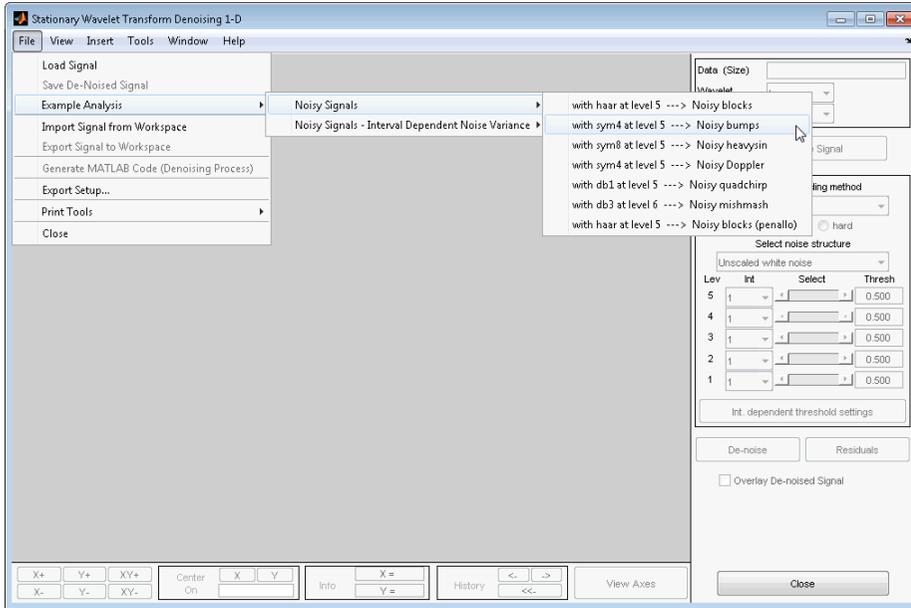 Stationary Wavelet Transform Denoising 1-D
File View Insert Tools Window Help
Load Signal
Save De-Noised Signal
Example Analysis
Import Signal from Workspace
Export Signal to Workspace
Generate MATLAB Code (Denoising Process)
Export Setup...
Print Tools
Close
Noisy Signals
Noisy Signals - Interval Dependent Noise Variance
with haar at level 5 ---> Noisy blocks
with sym4 at level 5 ---> Noisy bumps
with sym8 at level 5 ---> Noisy heavysin
with sym4 at level 5 ---> Noisy Doppler
with db1 at level 5 ---> Noisy quadchirp
with db3 at level 6 ---> Noisy mishmash
with haar at level 5 ---> Noisy blocks (penallo)
Data (Size)
Wavelet
Signal
method
hard
Select noise structure
Unscaled white noise
Lev Int Select Thresh
5 1 0.500
4 1 0.500
3 1 0.500
2 1 0.500
1 1 0.500
Int. dependent threshold settings
De-noise Residuals
Overlay De-noised Signal
X+ Y+ XY+
X- Y- XY-
Center On X Y
Info X = Y =
History <- -> <<-
View Axes
Close